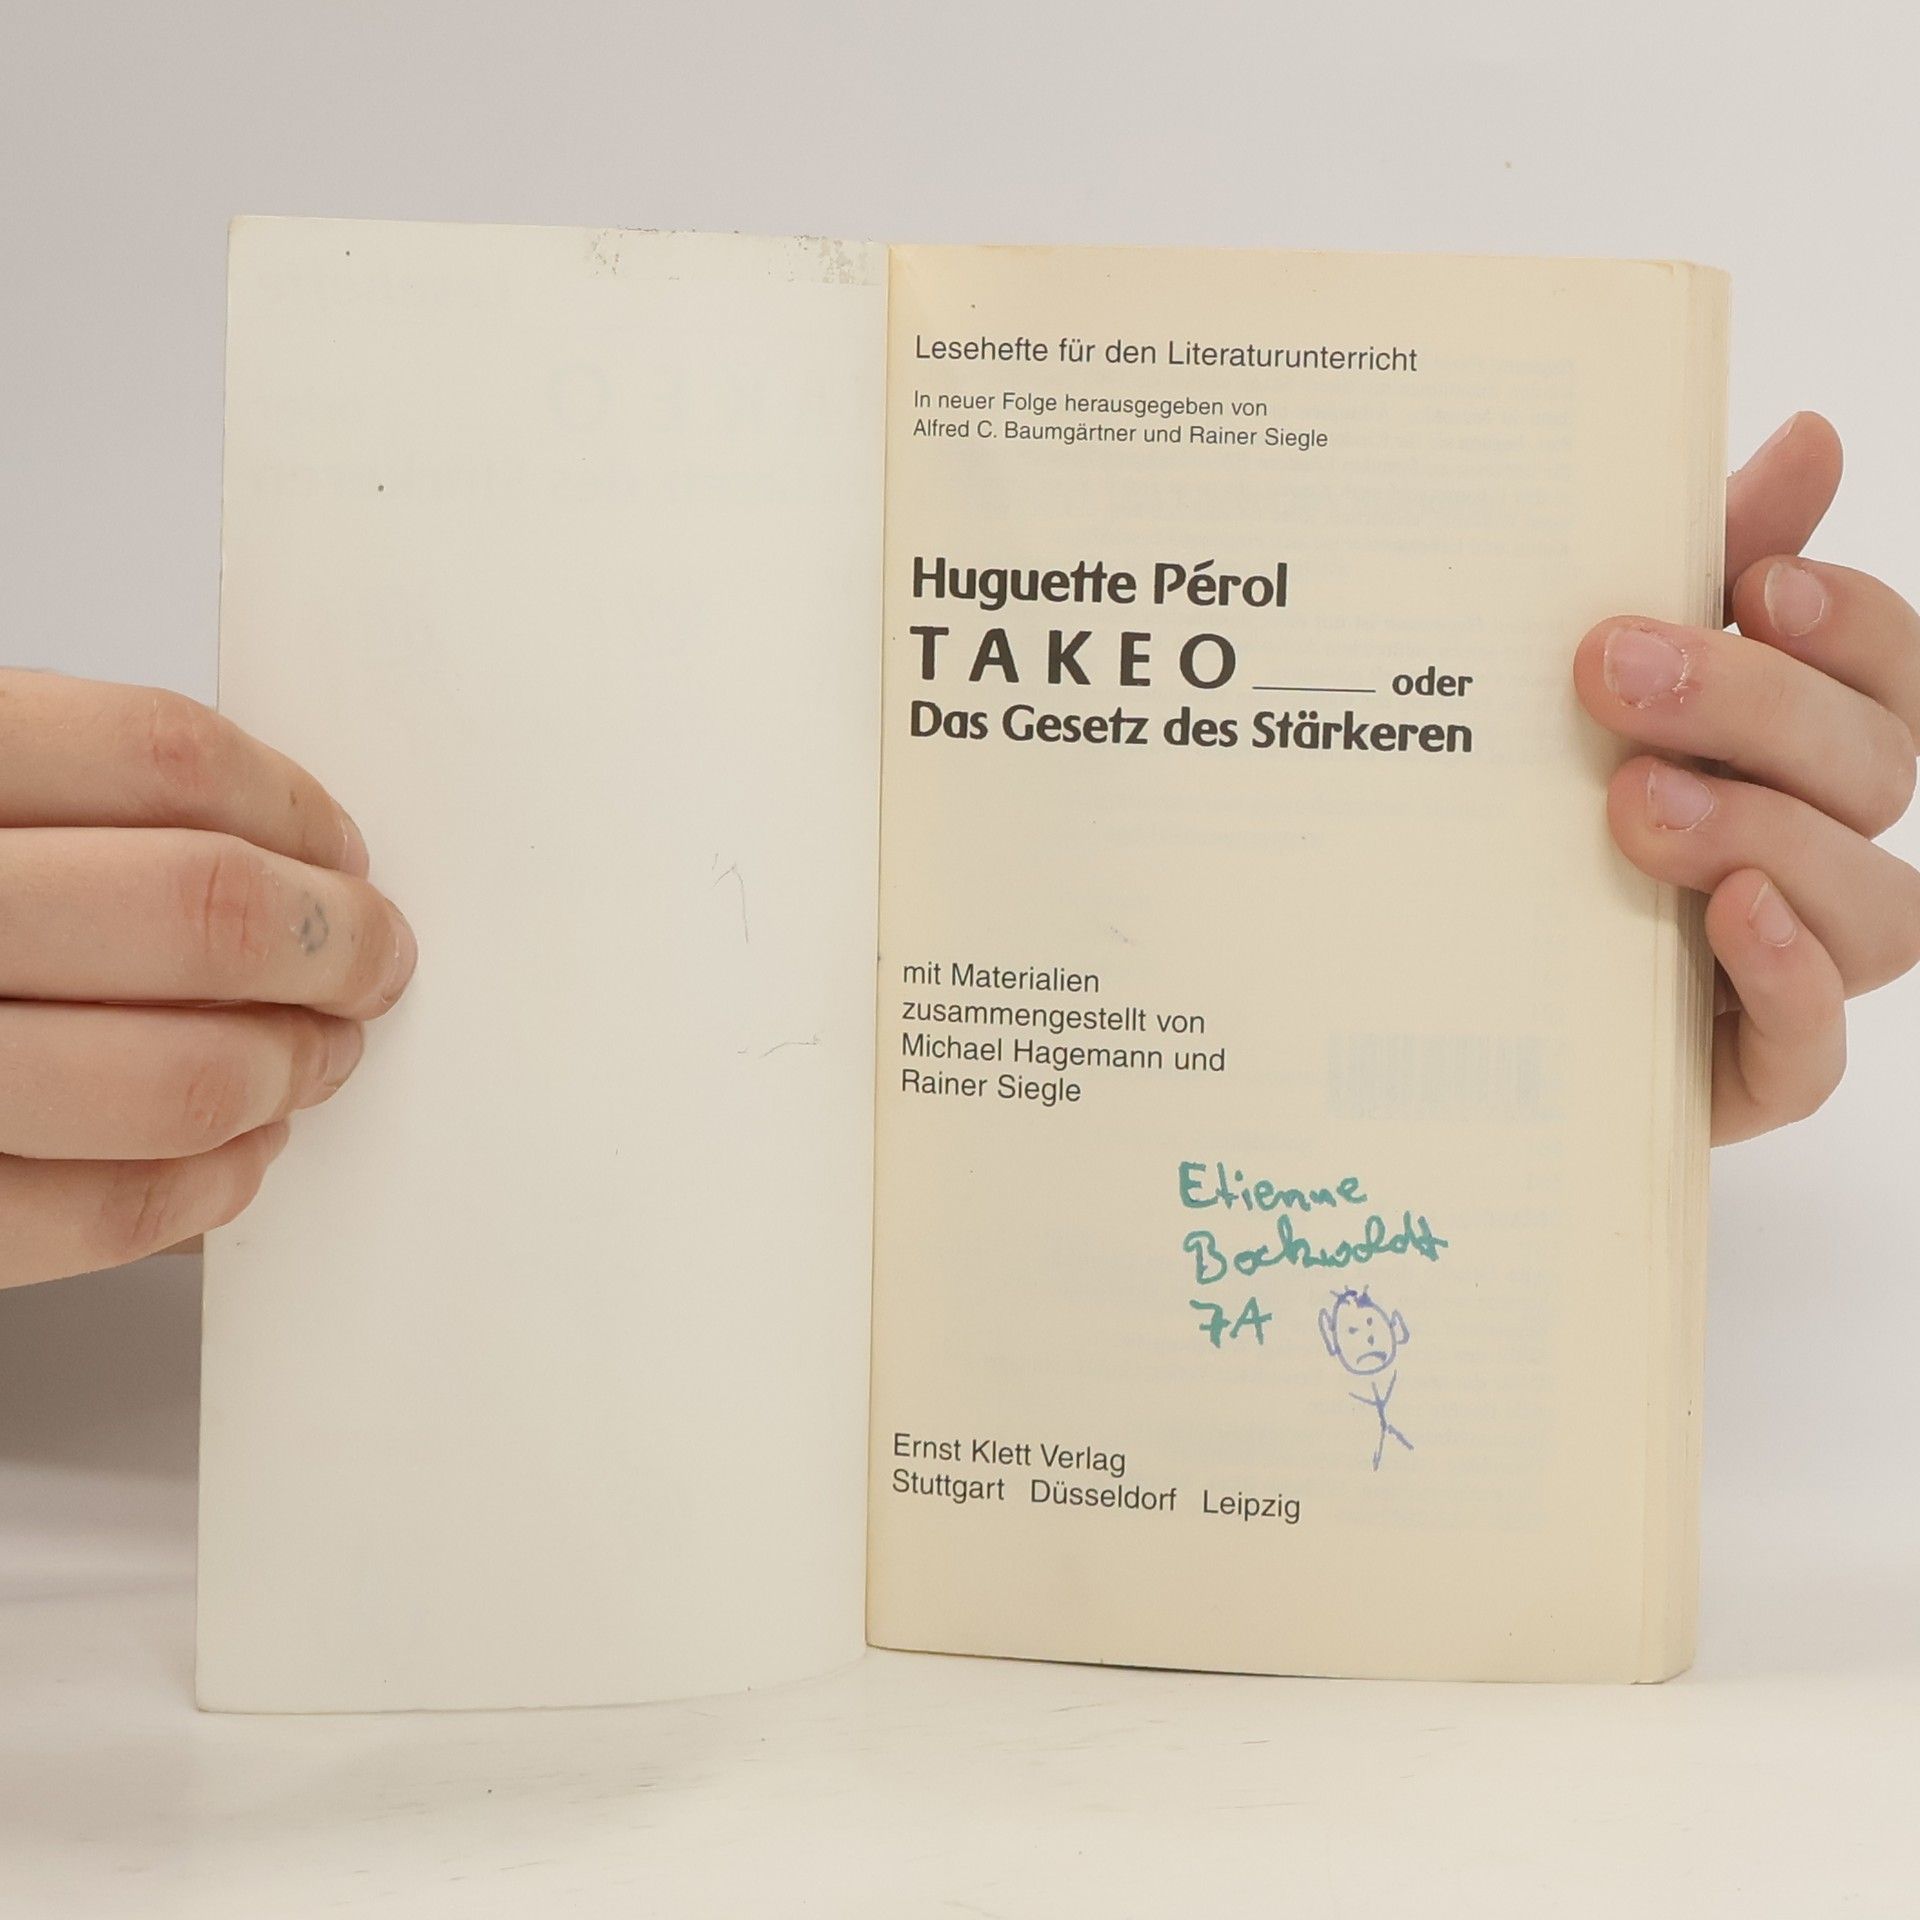 Lesehefte für den Literaturunterricht
In neuer Folge herausgegeben von
Alfred C. Baumgärtner und Rainer Siegle
Huguette Pérol
TAKEO oder
Das Gesetz des Stärkeren
mit Materialien
zusammengestellt von
Michael Hagemann und
Rainer Siegle
Etienne
Bockwoldt
7A
Ernst Klett Verlag
Stuttgart Düsseldorf Leipzig